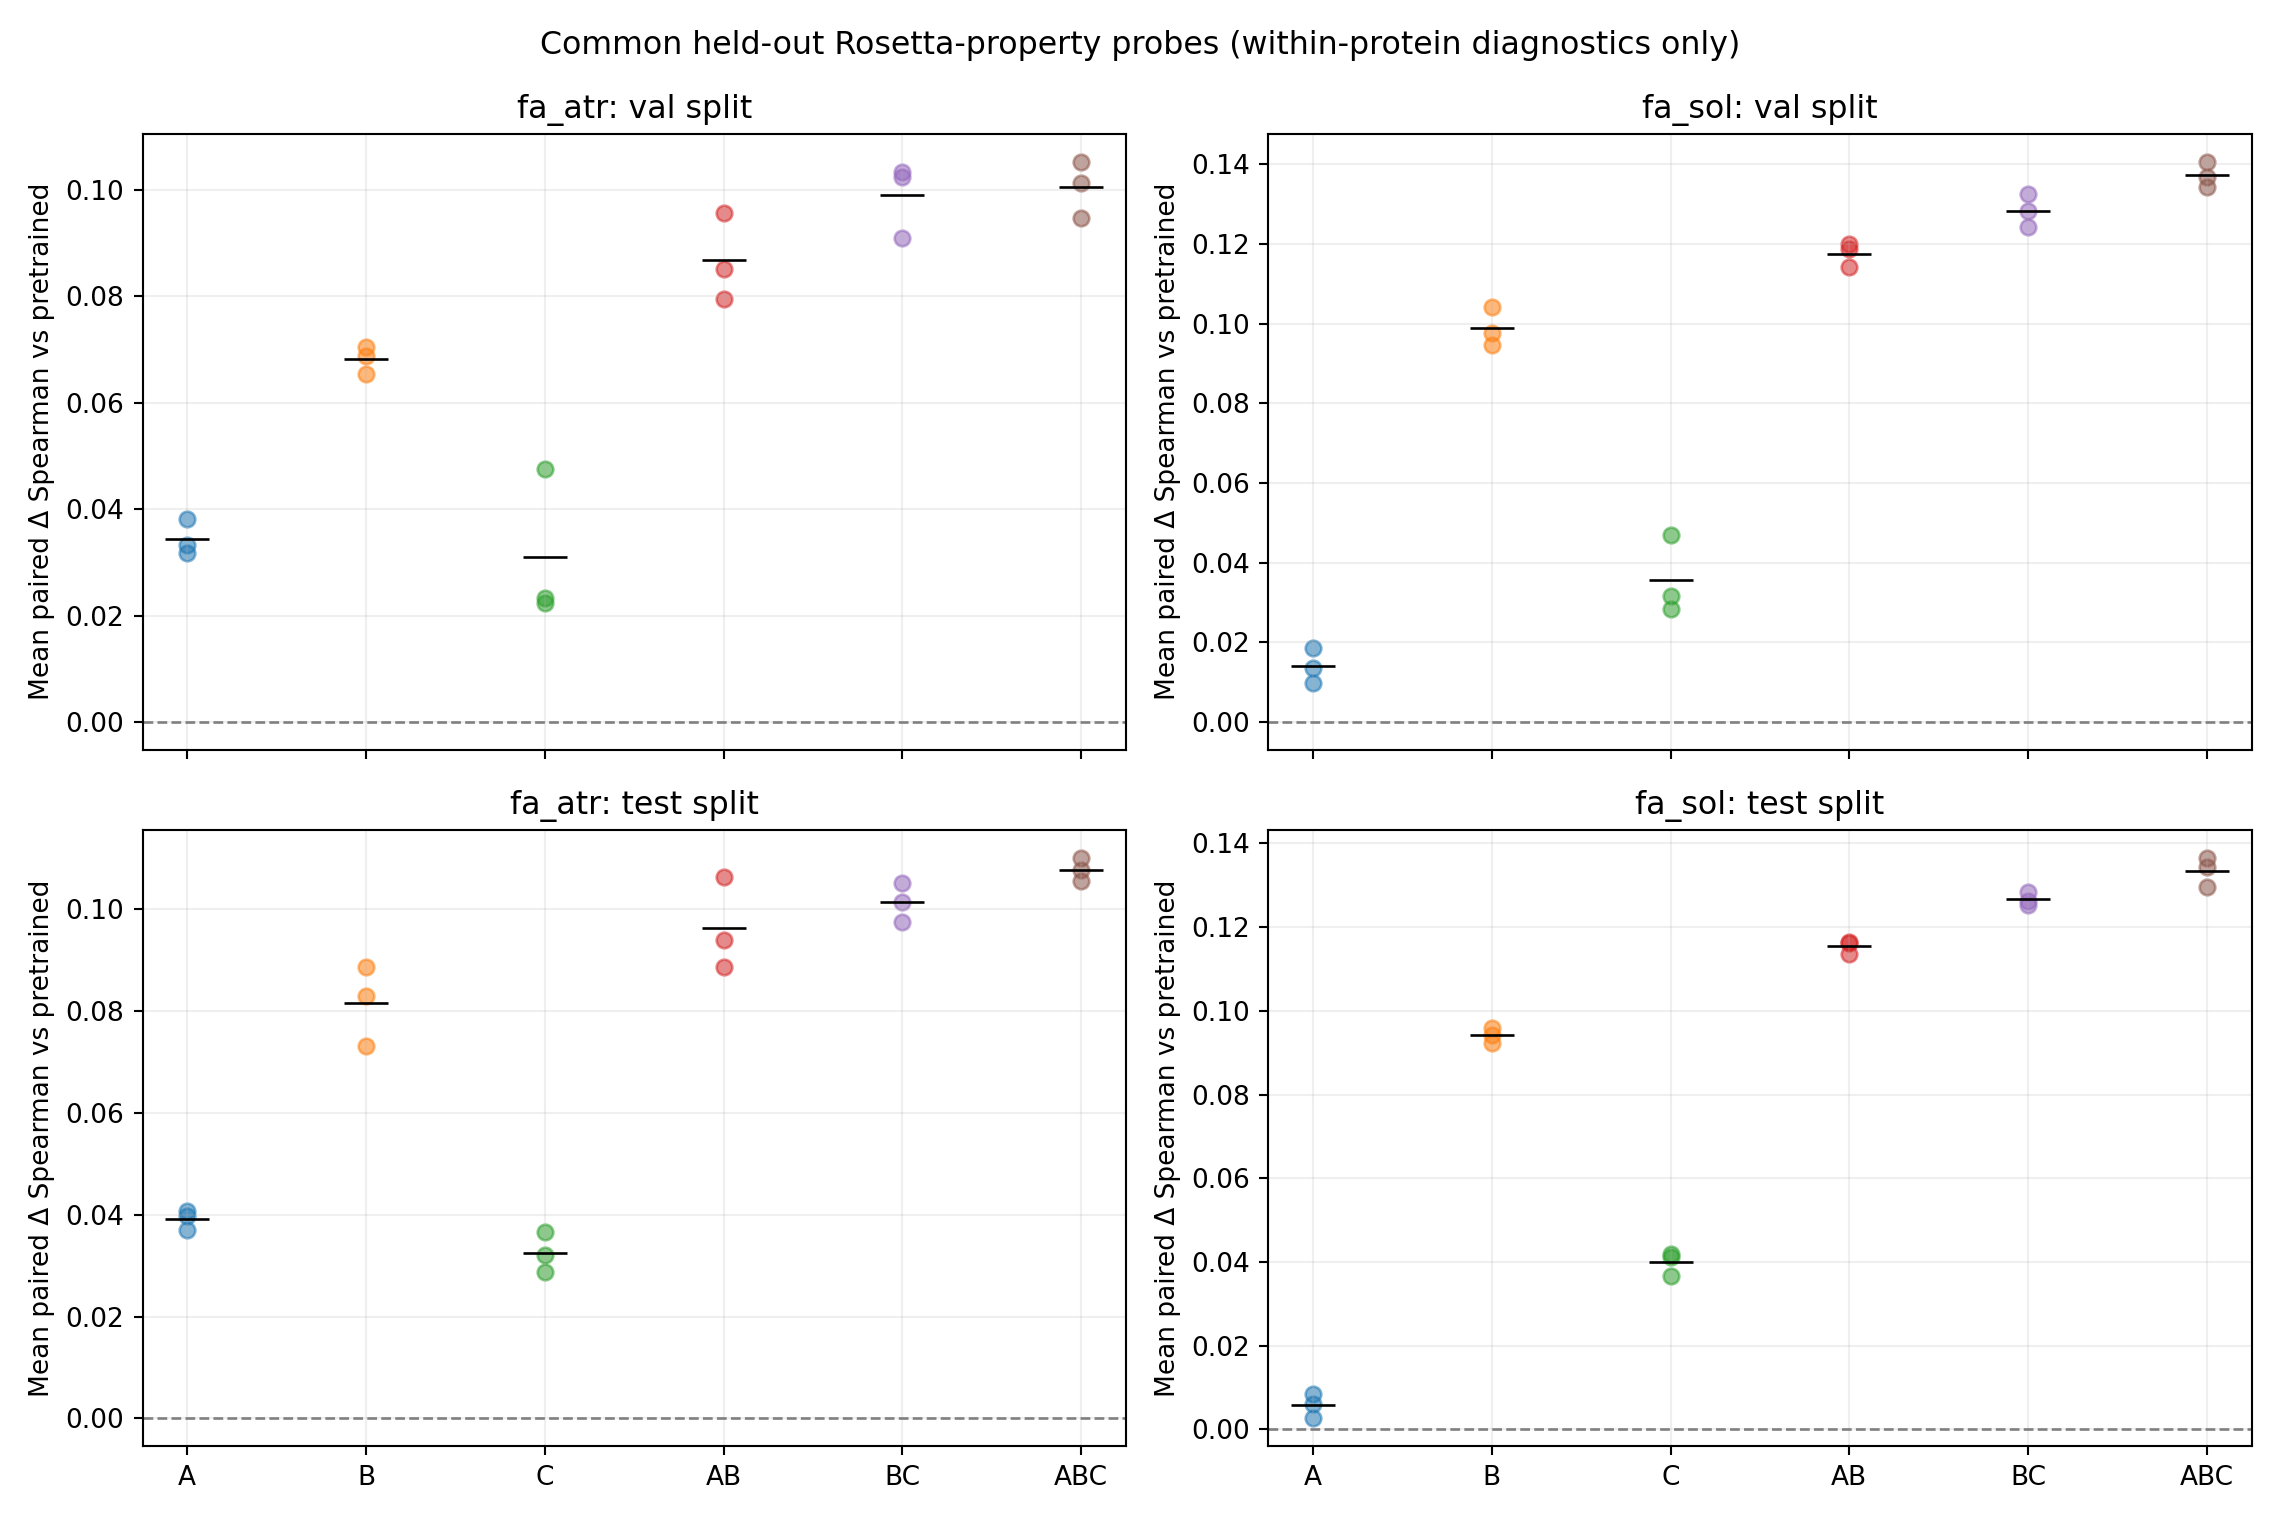 Common held-out Rosetta-property probes (within-protein diagnostics only)
fa_atr: val split
Mean paired Δ Spearman vs pretrained
0.10
0.08
0.06
0.04
0.02
0.00
fa_sol: val split
Mean paired Δ Spearman vs pretrained
0.14
0.12
0.10
0.08
0.06
0.04
0.02
0.00
fa_atr: test split
Mean paired Δ Spearman vs pretrained
0.10
0.08
0.06
0.04
0.02
0.00
A B C AB BC ABC
fa_sol: test split
Mean paired Δ Spearman vs pretrained
0.14
0.12
0.10
0.08
0.06
0.04
0.02
0.00
A B C AB BC ABC